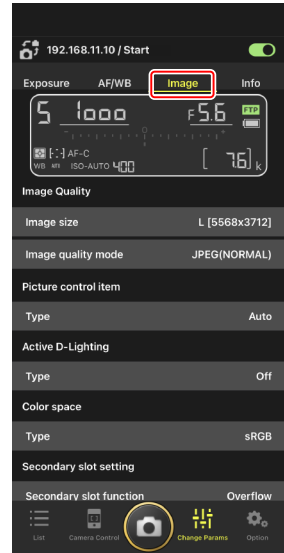 192.168.11.10 / Start
Exposure AF/WB Image Info
S 1000 F5.6 FTP
AF-C [ 7.6] k
WB ISO-AUTO 400
Image Quality
Image size L [5568x3712]
Image quality mode JPEG(NORMAL)
Picture control item
Type Auto
Active D-Lighting
Type Off
Color space
Type sRGB
Secondary slot setting
Secondary slot function Overflow
List Camera Control Change Params Option